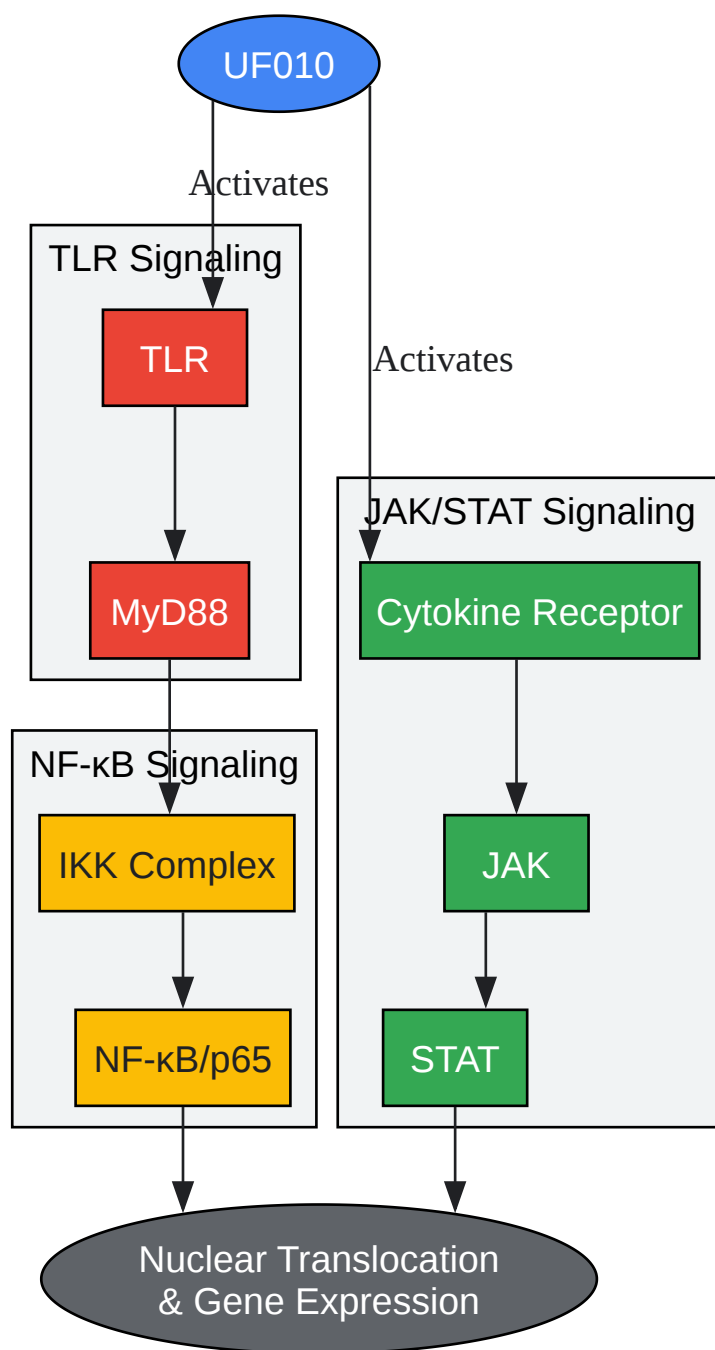 UF010
Activates
TLR Signaling
TLR
Activates
JAK/STAT Signaling
MyD88
Cytokine Receptor
NF-κB Signaling
IKK Complex
JAK
NF-κB/p65
STAT
Nuclear Translocation
& Gene Expression